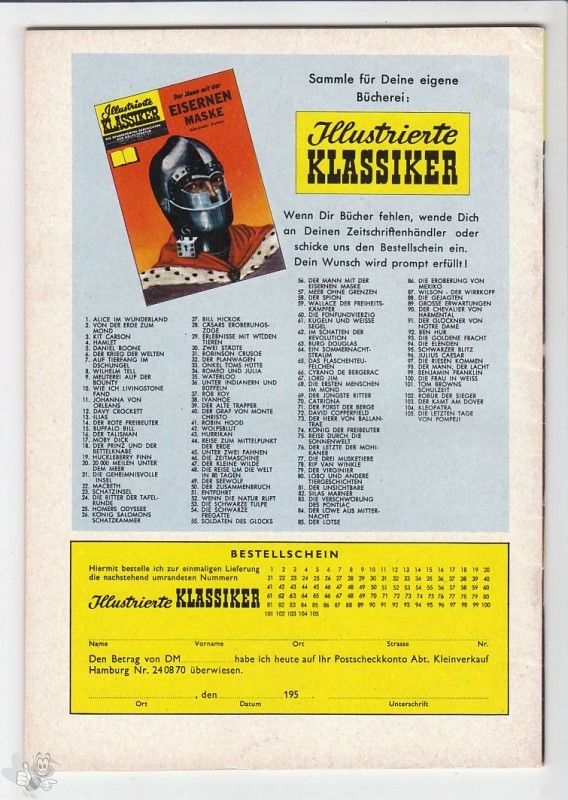 Sammle für Deine eigene
Bücherei:
Illustrierte
KLASSIKER
Der Mann mit der
EISERNEN
MASKE
Alexander Dumas
Illustrierte
KLASSIKER
Wenn Dir Bücher fehlen, wende Dich
an Deinen Zeitschriftenhändler oder
schicke uns den Bestellschein ein.
Dein Wunsch wird prompt erfüllt!
1. ALICE IM WUNDERLAND
2. VON DER ERDE ZUM
MOND
3. KIT CARSON
4. HAMLET
5. DANIEL BOONE
6. DER KRIEG DER WELTEN
7. AUF TIERFANG IM
DSCHUNGEL
8. WILHELM TELL
9. MEUTEREI AUF DER
BOUNTY
10. WIE ICH LIVINGSTONE
FAND
11. JOHANNA VON
ORLEANS
12. DAVY CROCKETT
13. ILIAS
14. DER ROTE FREIBEUTER
15. BUFFALO BILL
16. DER TALISMAN
17. MOBY DICK
18. DER PRINZ UND DER
BETTELKNABE
19. HUCKLEBERRY FINN
20. 20 000 MEILEN UNTER
DEM MEER
21. DIE GEHEIMNISVOLLE
INSEL
22. MACBETH
23. SCHATZINSEL
24. DIE RITTER DER TAFEL-
RUNDE
25. HOMERS ODYSSEE
26. KÖNIG SALOMONS
SCHATZKAMMER
27. BILL HICKOK
28. CÄSARS EROBERUNGS-
ZÜGE
29. ERLEBNISSE MIT WILDEN
TIEREN
30. ZWEI STÄDTE
31. ROBINSON CRUSOE
32. DER PLANWAGEN
33. ONKEL TOMS HÜTTE
34. ROMEO UND JULIA
35. WATERLOO
36. UNTER INDIANERN UND
BÜFFELN
37. ROB ROY
38. IVANHOE
39. DER ALTE TRAPPER
40. DER GRAF VON MONTE
CHRISTO
41. ROBIN HOOD
42. WOLFSBLUT
43. HURRIKAN
44. REISE ZUM MITTELPUNKT
DER ERDE
45. UNTER ZWEI FAHNEN
46. DIE ZEITMASCHINE
47. DER KLEINE WILDE
48. DIE REISE UM DIE WELT
IN 80 TAGEN
49. DER SEEWOLF
50. DER ZUSAMMENBRUCH
51. ENTFÜHRT
52. WENN DIE NATUR RUFT
53. DIE SCHWARZE TULPE
54. DIE SCHWARZE
FREGATTE
55. SOLDATEN DES GLÜCKS
56. DER MANN MIT DER
EISERNEN MASKE
57. MEER OHNE GRENZEN
58. DER SPION
59. WALLACE DER FREIHEITS-
KÄMPFER
60. DIE FÜNFUNDVIERZIG
61. KUGELN UND WEISSE
SEGEL
62. IM SCHATTEN DER
REVOLUTION
63. BURG DOUGLAS
64. EIN SOMMERNACHT-
STRAUM
65. DAS FLASCHENTEU-
FELCHEN
66. CYRANO DE BERGERAC
67. LORD JIM
68. DIE ERSTEN MENSCHEN
IM MOND
69. DER JÜNGSTE RITTER
70. CATRIONA
71. DER FÜRST DER BERGE
72. DAVID COPPERFIELD
73. DER HERR VON BALAN-
TRAE
74. KÖNIG DER FREIBEUTER
75. REISE DURCH DIE
SONNENWELT
76. DER LETZTE DER MOHI-
KANER
77. DIE DREI MUSKETIERE
78. RIP VAN WINKLE
79. DER VIRGINIER
80. LOBO UND ANDERE
TIERGESCHICHTEN
81. DER UNSICHTBARE
82. SILAS MARNER
83. DIE VERSCHWÖRUNG
DES PONTIAC
84. DER LÖWE AUS MITTER-
NACHT
85. DER LOTSE
86. DIE EROBERUNG VON
MEXIKO
87. WILSON - DER WIRRKOPF
88. DIE GEJAGTEN
89. GROSSE ERWARTUNGEN
90. DER CHEVALIER VON
HARMENTAL
91. DER GLÖCKNER VON
NOTRE DAME
92. BEN HUR
93. DIE GOLDENE FRACHT
94. DIE ELENDEN
95. SCHWARZER BLITZ
96. JULIUS CAESAR
97. DIE RIESEN KOMMEN
98. DER MANN, DER LACHT
99. BENJAMIN FRANKLIN
100. DIE FRAU IN WEISS
101. TOM BROWNS
SCHULZEIT
102. ROBUR DER SIEGER
103. DER KAMPF AM DOVER
104. KLEOPATRA
105. DIE LETZTEN TAGE
VON POMPEJI
BESTELLSCHEIN
Hiermit bestelle ich zur einmaligen Lieferung
die nachstehend umrandeten Nummern
Illustrierte KLASSIKER
1 2 3 4 5 6 7 8 9 10 11 12 13 14 15 16 17 18 19 20
21 22 23 24 25 26 27 28 29 30 31 32 33 34 35 36 37 38 39 40
41 42 43 44 45 46 47 48 49 50 51 52 53 54 55 56 57 58 59 60
61 62 63 64 65 66 67 68 69 70 71 72 73 74 75 76 77 78 79 80
81 82 83 84 85 86 87 88 89 90 91 92 93 94 95 96 97 98 99 100
101 102 103 104 105
Name Vorname Ort Strasse Nr.
Den Betrag von DM habe ich heute auf Ihr Postscheckkonto Abt. Kleinverkauf
Hamburg Nr. 240870 überwiesen.
, den 195 .
Ort Datum Unterschrift